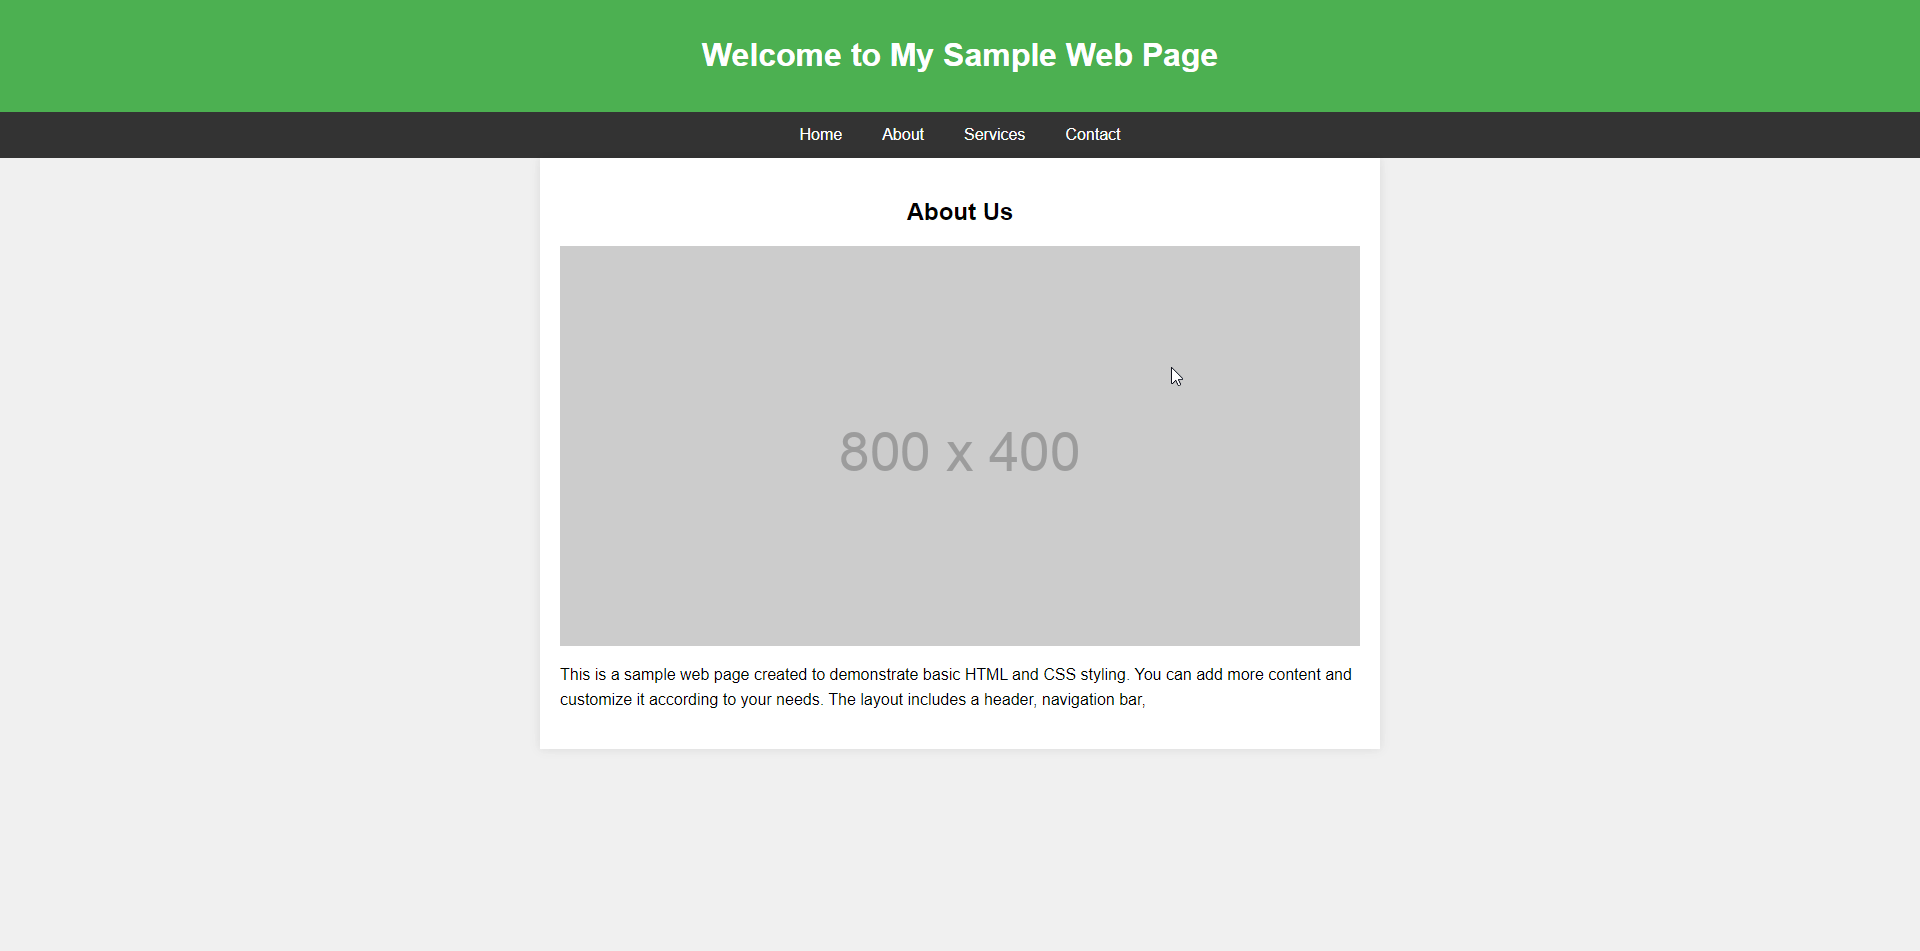 Welcome to My Sample Web Page
Home About Services Contact
About Us
800 x 400
This is a sample web page created to demonstrate basic HTML and CSS styling. You can add more content and
customize it according to your needs. The layout includes a header, navigation bar,